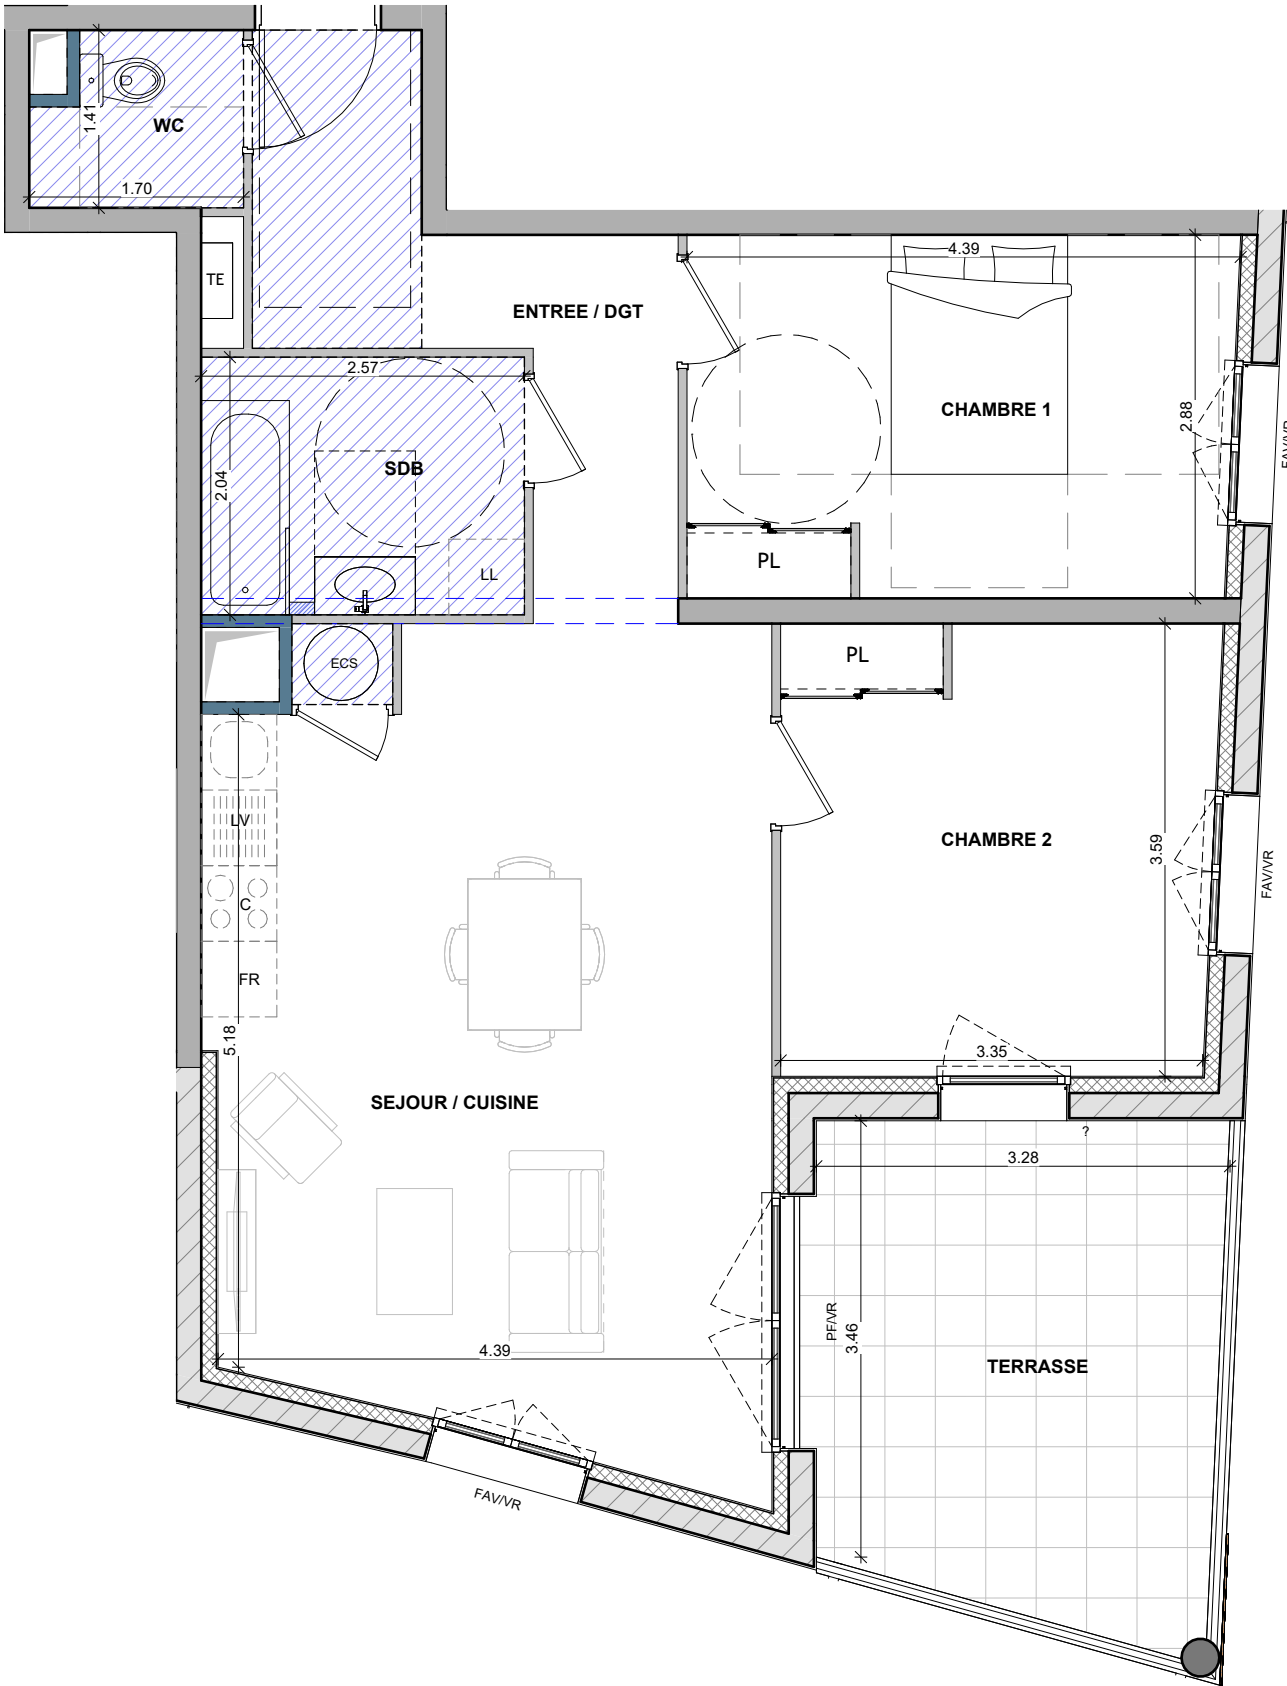 1.41
WC
1.70
TE
ENTREE / DGT
4.39
CHAMBRE 1
2.88
FAV/VR
2.57
SDB
2.04
LL
PL
ECS
PL
LV
C
FR
CHAMBRE 2
3.59
FAV/VR
5.18
SEJOUR / CUISINE
3.35
?
3.28
PF/VR
3.46
4.39
TERRASSE
FAV/VR